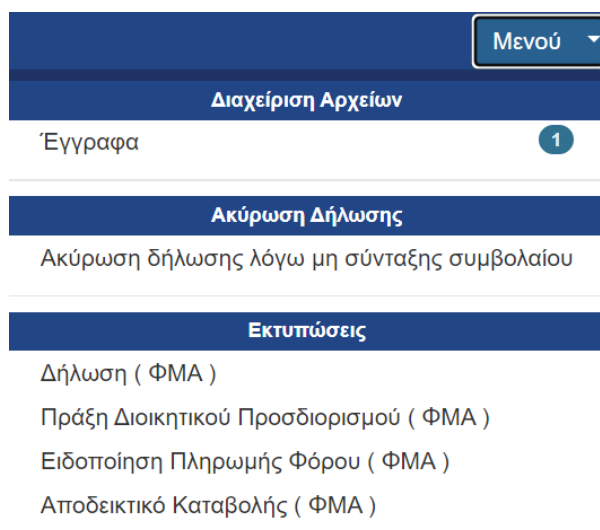 Μενού
Διαχείριση Αρχείων
Έγγραφα 1
Ακύρωση Δήλωσης
Ακύρωση δήλωσης λόγω μη σύνταξης συμβολαίου
Εκτυπώσεις
Δήλωση ( ΦΜΑ )
Πράξη Διοικητικού Προσδιορισμού ( ΦΜΑ )
Ειδοποίηση Πληρωμής Φόρου ( ΦΜΑ )
Αποδεικτικό Καταβολής ( ΦΜΑ )